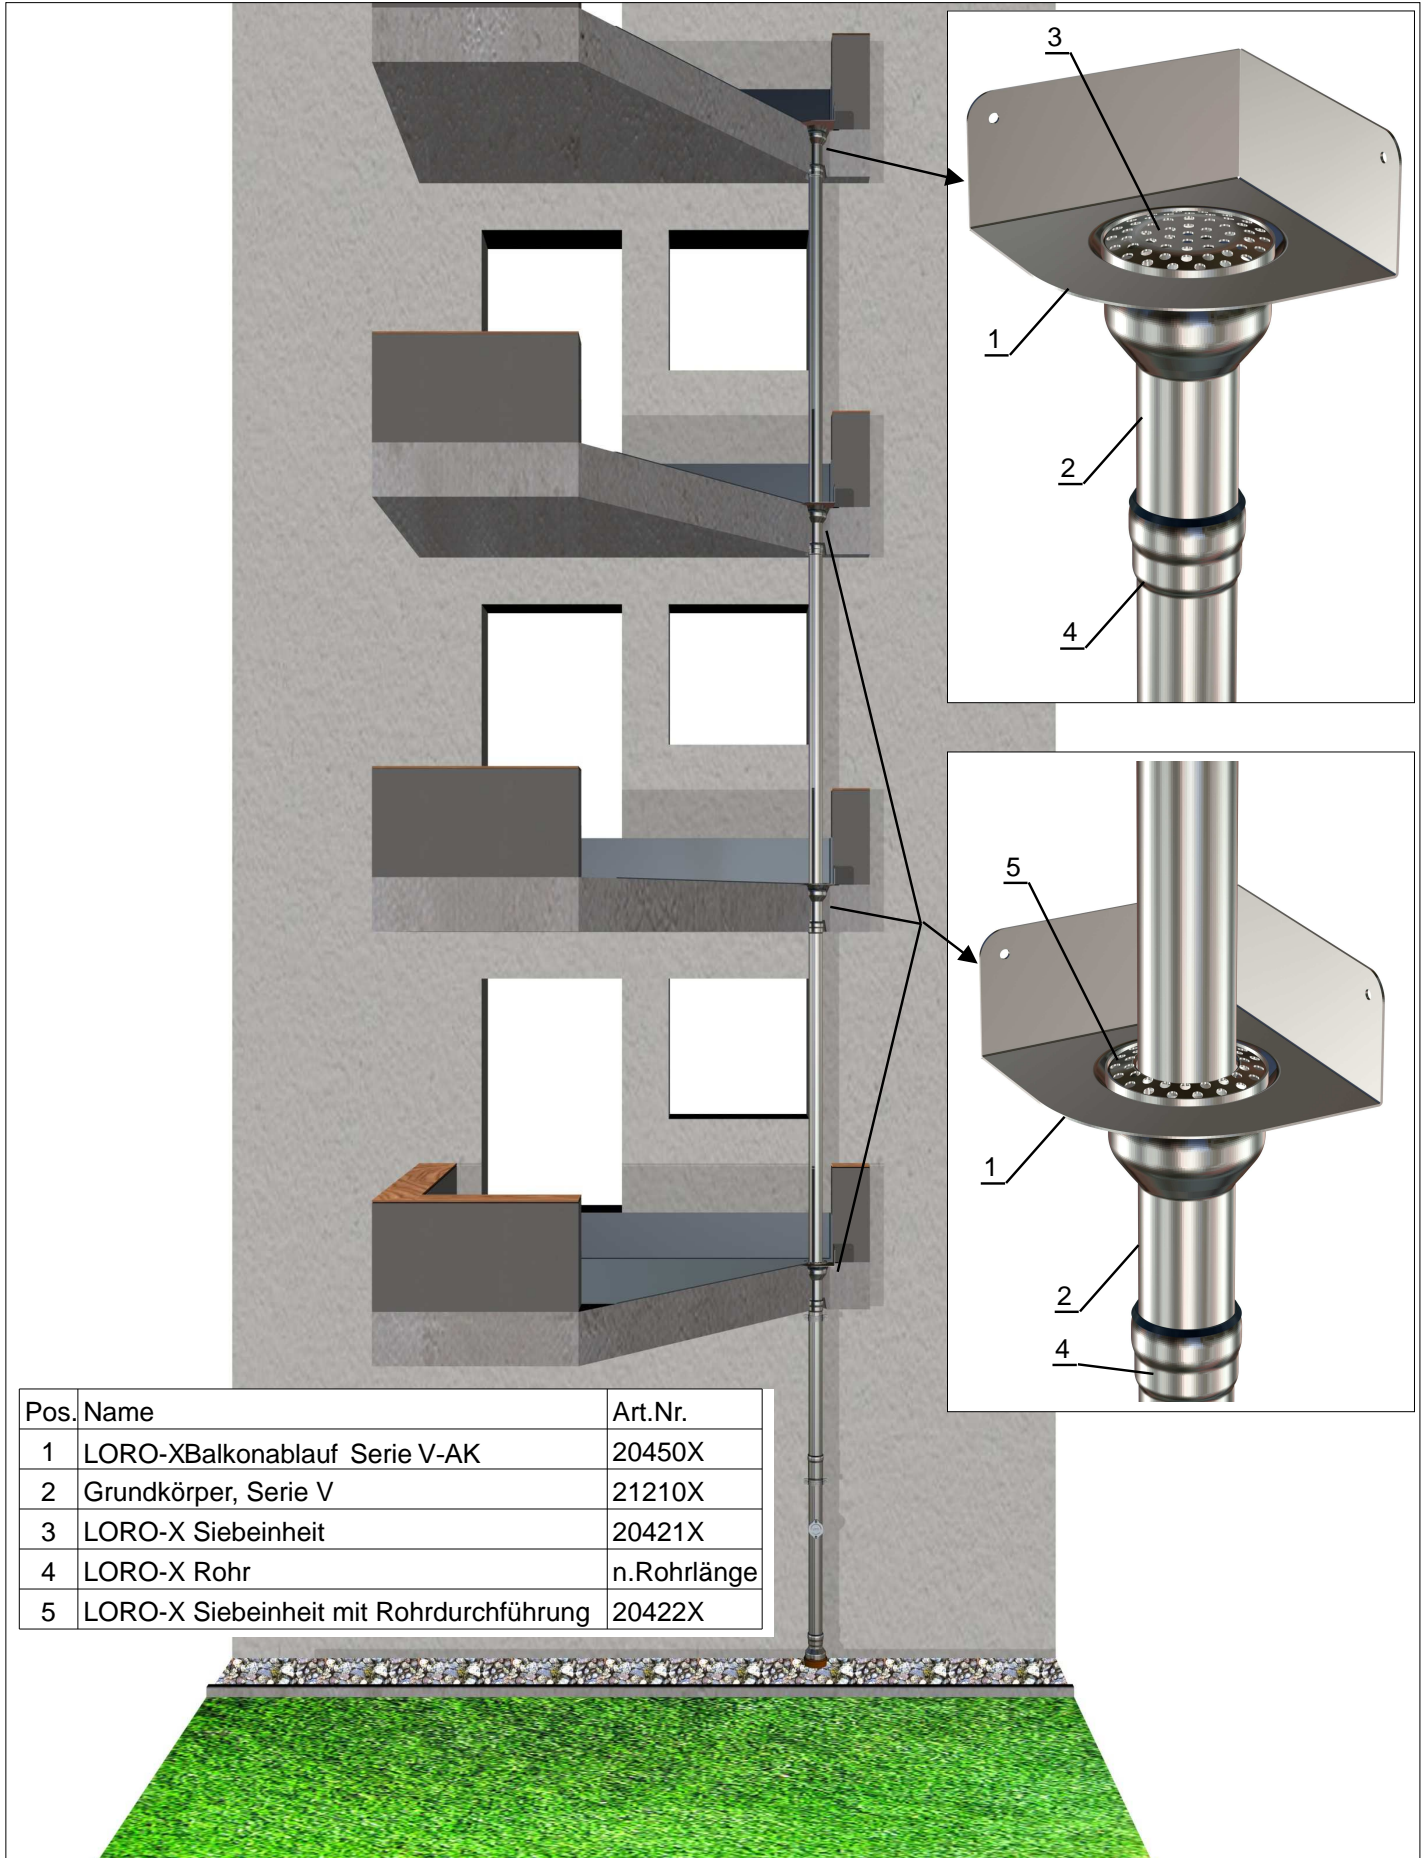 3
1
2
4
5
1
2
4
Pos. Name Art.Nr.
1 LORO-XBalkonablauf Serie V-AK 20450X
2 Grundkörper, Serie V 21210X
3 LORO-X Siebeinheit 20421X
4 LORO-X Rohr n.Rohrlänge
5 LORO-X Siebeinheit mit Rohrdurchführung 20422X